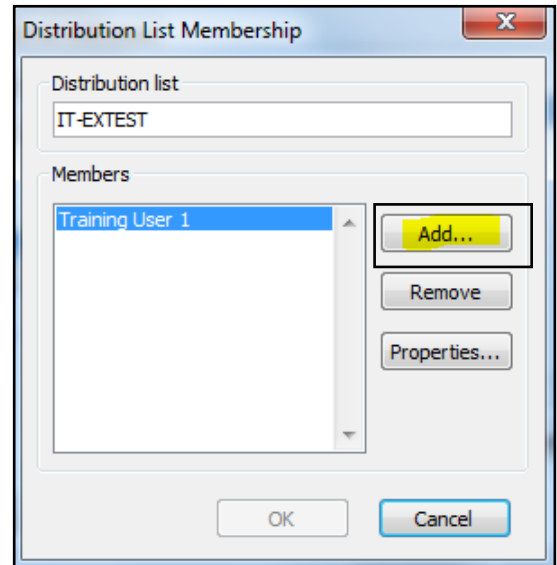 Distribution List Membership
Distribution list
IT-EXTEST
Members
Training User 1
Add...
Remove
Properties...
OK
Cancel